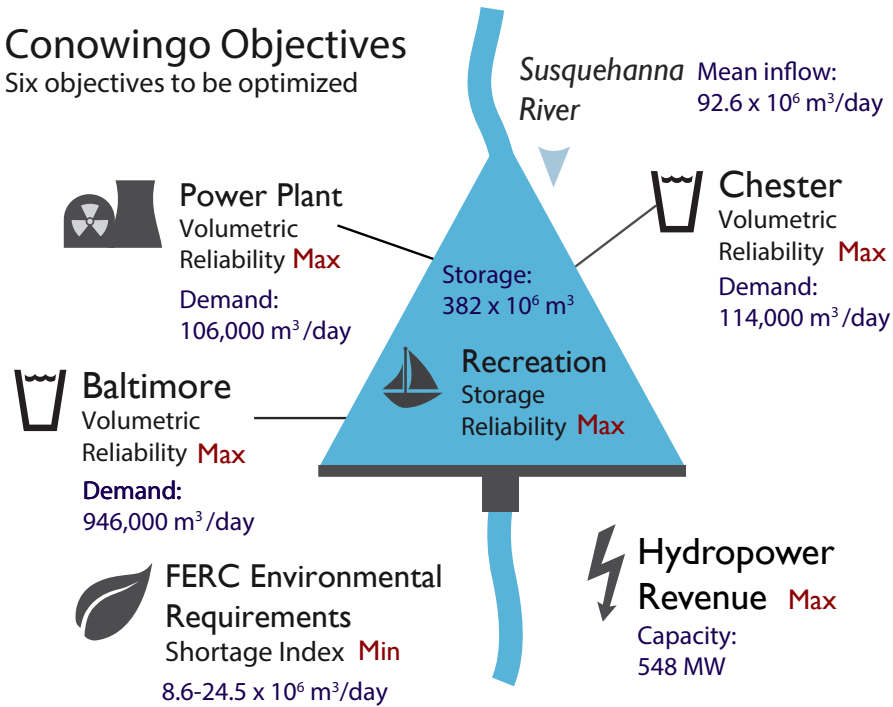 Conowingo Objectives
Six objectives to be optimized
Susquehanna
River
Mean inflow:
92.6 x 10⁶ m³/day
Power Plant
Volumetric
Reliability Max
Demand:
106,000 m³/day
Chester
Volumetric
Reliability Max
Demand:
114,000 m³/day
Storage:
382 x 10⁶ m³
Recreation
Storage
Reliability Max
Baltimore
Volumetric
Reliability Max
Demand:
946,000 m³/day
FERC Environmental
Requirements
Shortage Index Min
8.6-24.5 x 10⁶ m³/day
Hydropower
Revenue Max
Capacity:
548 MW